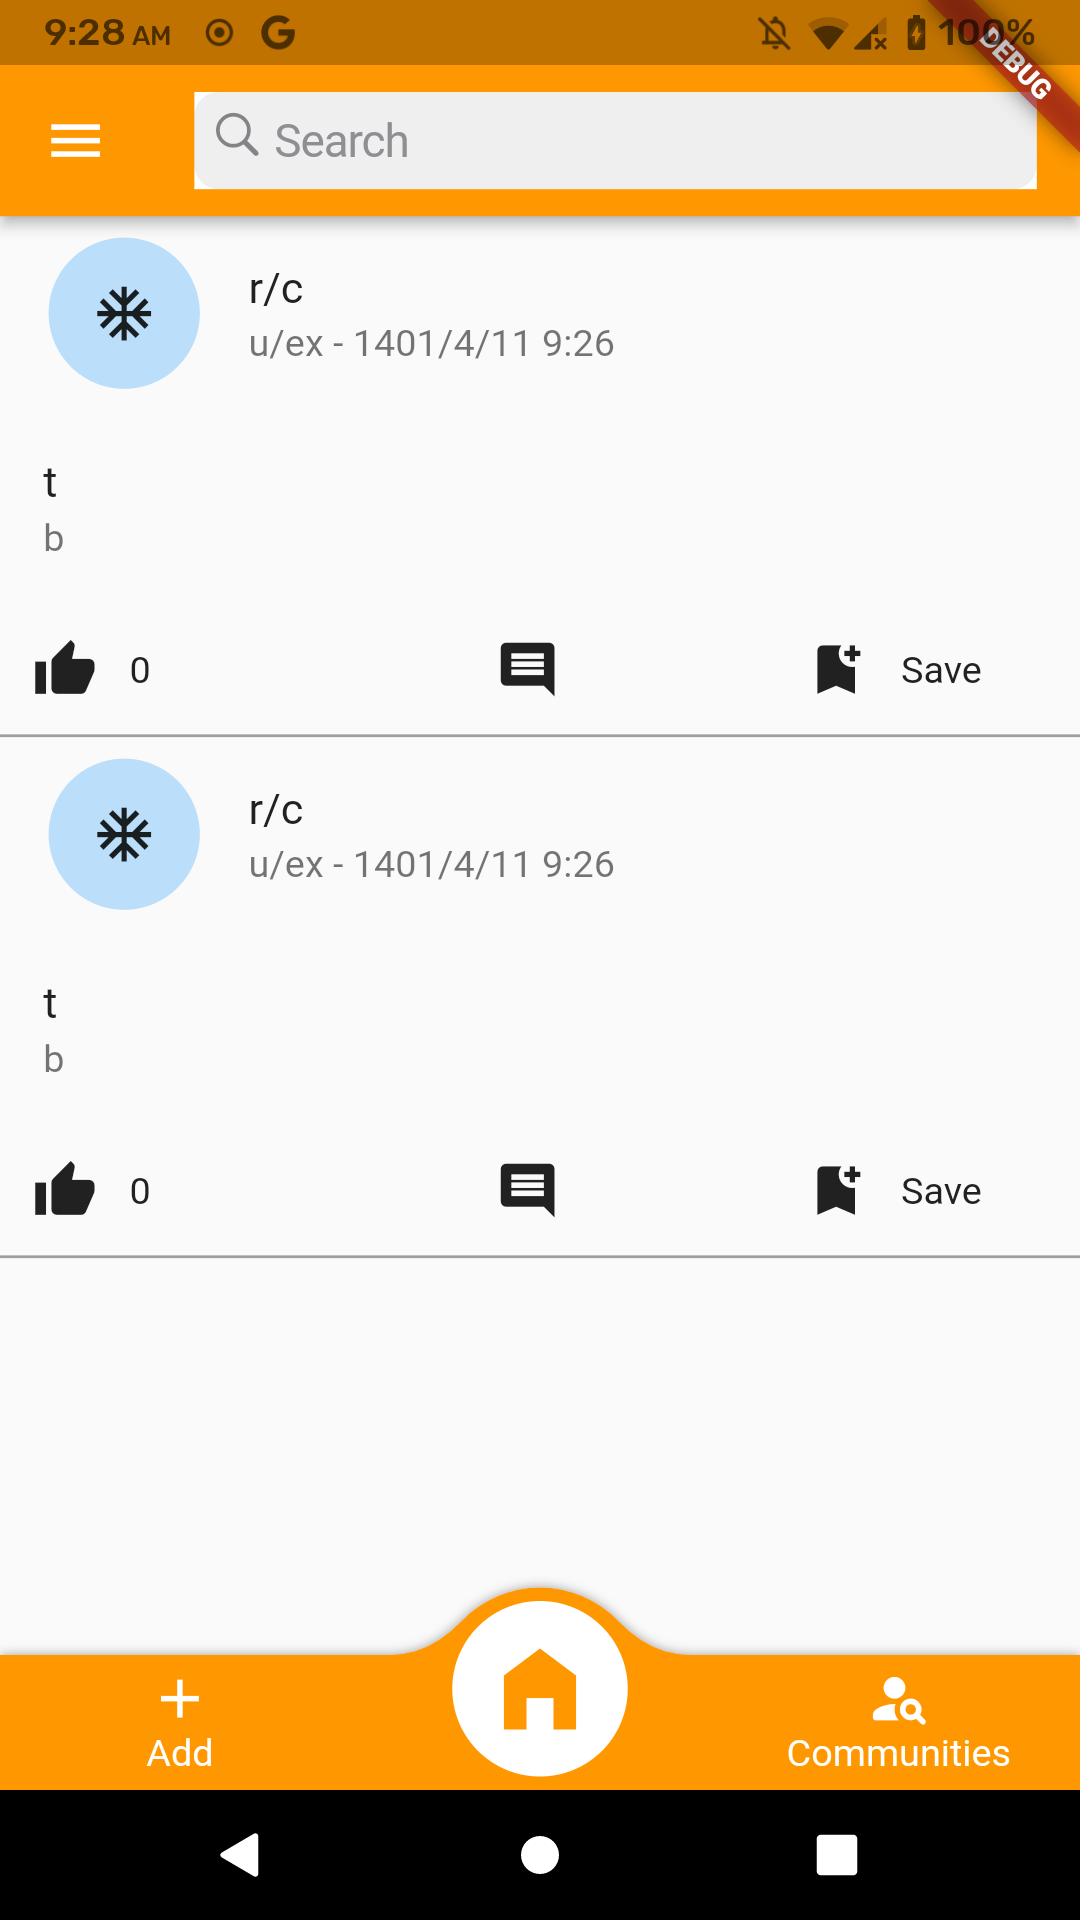 9:28 AM
100%
DEBUG
Search
r/c
u/ex - 1401/4/11 9:26
t
b
0
Save
r/c
u/ex - 1401/4/11 9:26
t
b
0
Save
Add
Communities